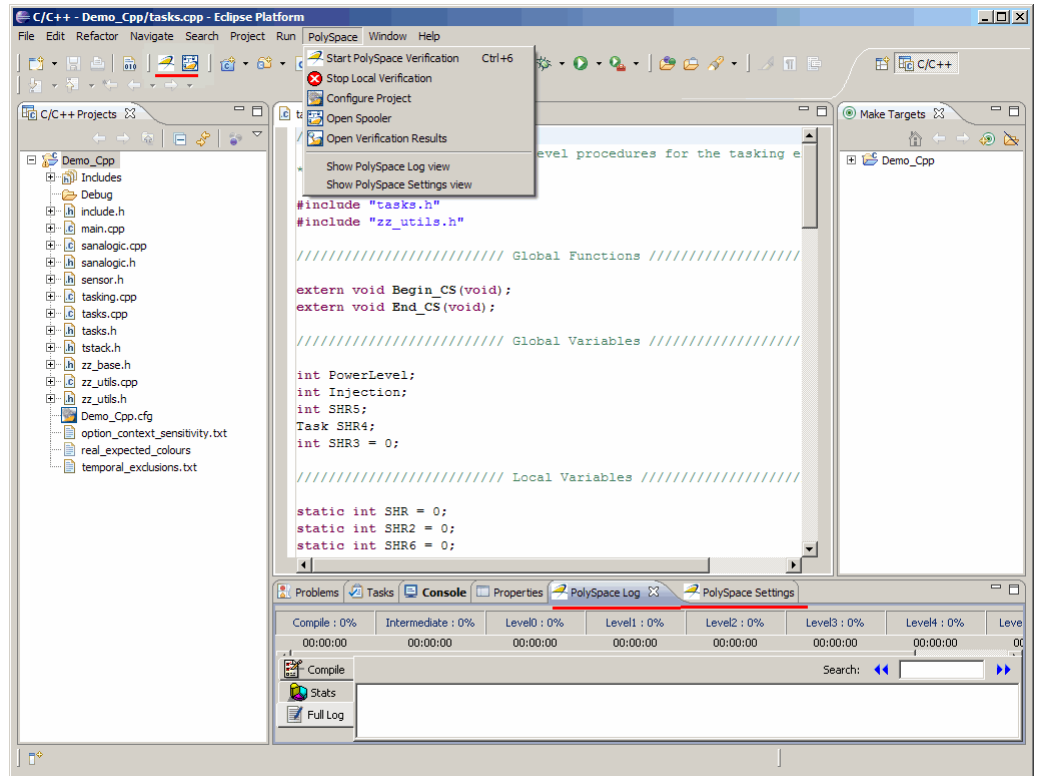 C/C++ - Demo_Cpp/tasks.cpp - Eclipse Platform
File Edit Refactor Navigate Search Project Run PolySpace Window Help
Start PolySpace Verification Ctrl+6
Stop Local Verification
Configure Project
Open Spooler
Open Verification Results
Show PolySpace Log view
Show PolySpace Settings view
C/C++
C/C++ Projects
Demo_Cpp
Includes
Debug
include.h
main.cpp
sanalogic.cpp
sanalogic.h
sensor.h
tasking.cpp
tasks.cpp
tasks.h
tstack.h
zz_base.h
zz_utils.cpp
zz_utils.h
Demo_Cpp.cfg
option_context_sensitivity.txt
real_expected_colours
temporal_exclusions.txt
evel procedures for the tasking e
#include "tasks.h"
#include "zz_utils.h"
////////////////////////// Global Functions ///////////////////
extern void Begin_CS(void);
extern void End_CS(void);
////////////////////////// Global Variables ///////////////////
int PowerLevel;
int Injection;
int SHR5;
Task SHR4;
int SHR3 = 0;
////////////////////////// Local Variables ////////////////////
static int SHR = 0;
static int SHR2 = 0;
static int SHR6 = 0;
Make Targets
Demo_Cpp
Problems Tasks Console Properties PolySpace Log PolySpace Settings
Compile : 0% Intermediate : 0% Level0 : 0% Level1 : 0% Level2 : 0% Level3 : 0% Level4 : 0% Leve
00:00:00 00:00:00 00:00:00 00:00:00 00:00:00 00:00:00 00:00:00 00
Compile Search:
Stats
Full Log